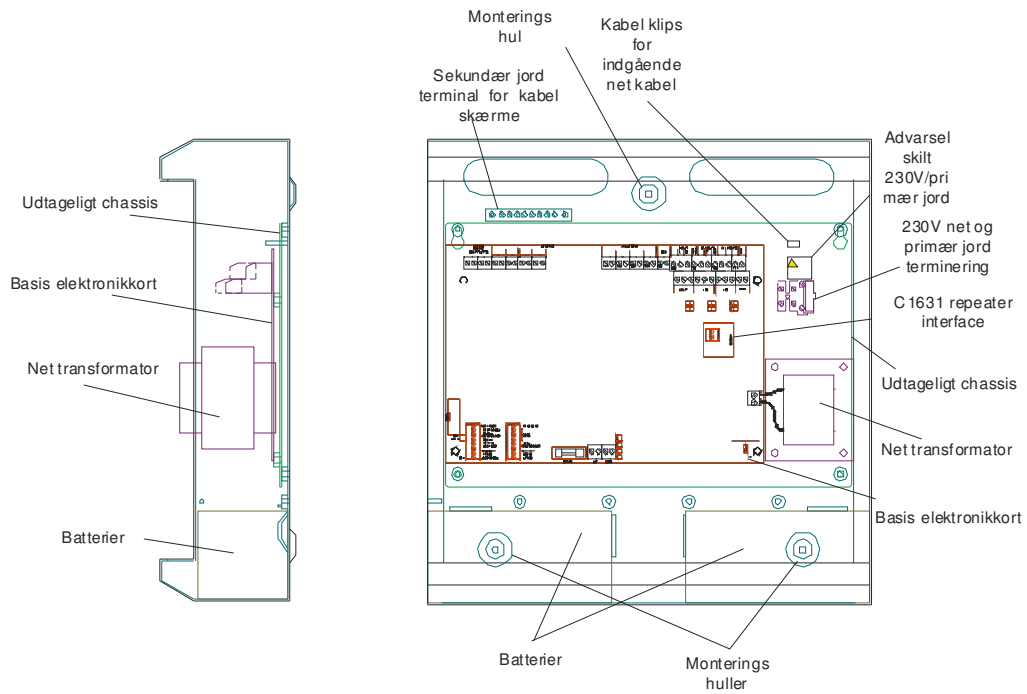 Monterings
hul
Kabel klips
for
indgående
net kabel
Sekundær jord
terminal for kabel
skærme
Advarsel
skilt
230V/pri
mær jord
230V net og
primær jord
terminering
C1631 repeater
interface
Udtageligt chassis
Net transformator
Basis elektronikkort
Udtageligt chassis
Basis elektronikkort
Net transformator
Batterier
Batterier
Monterings
huller